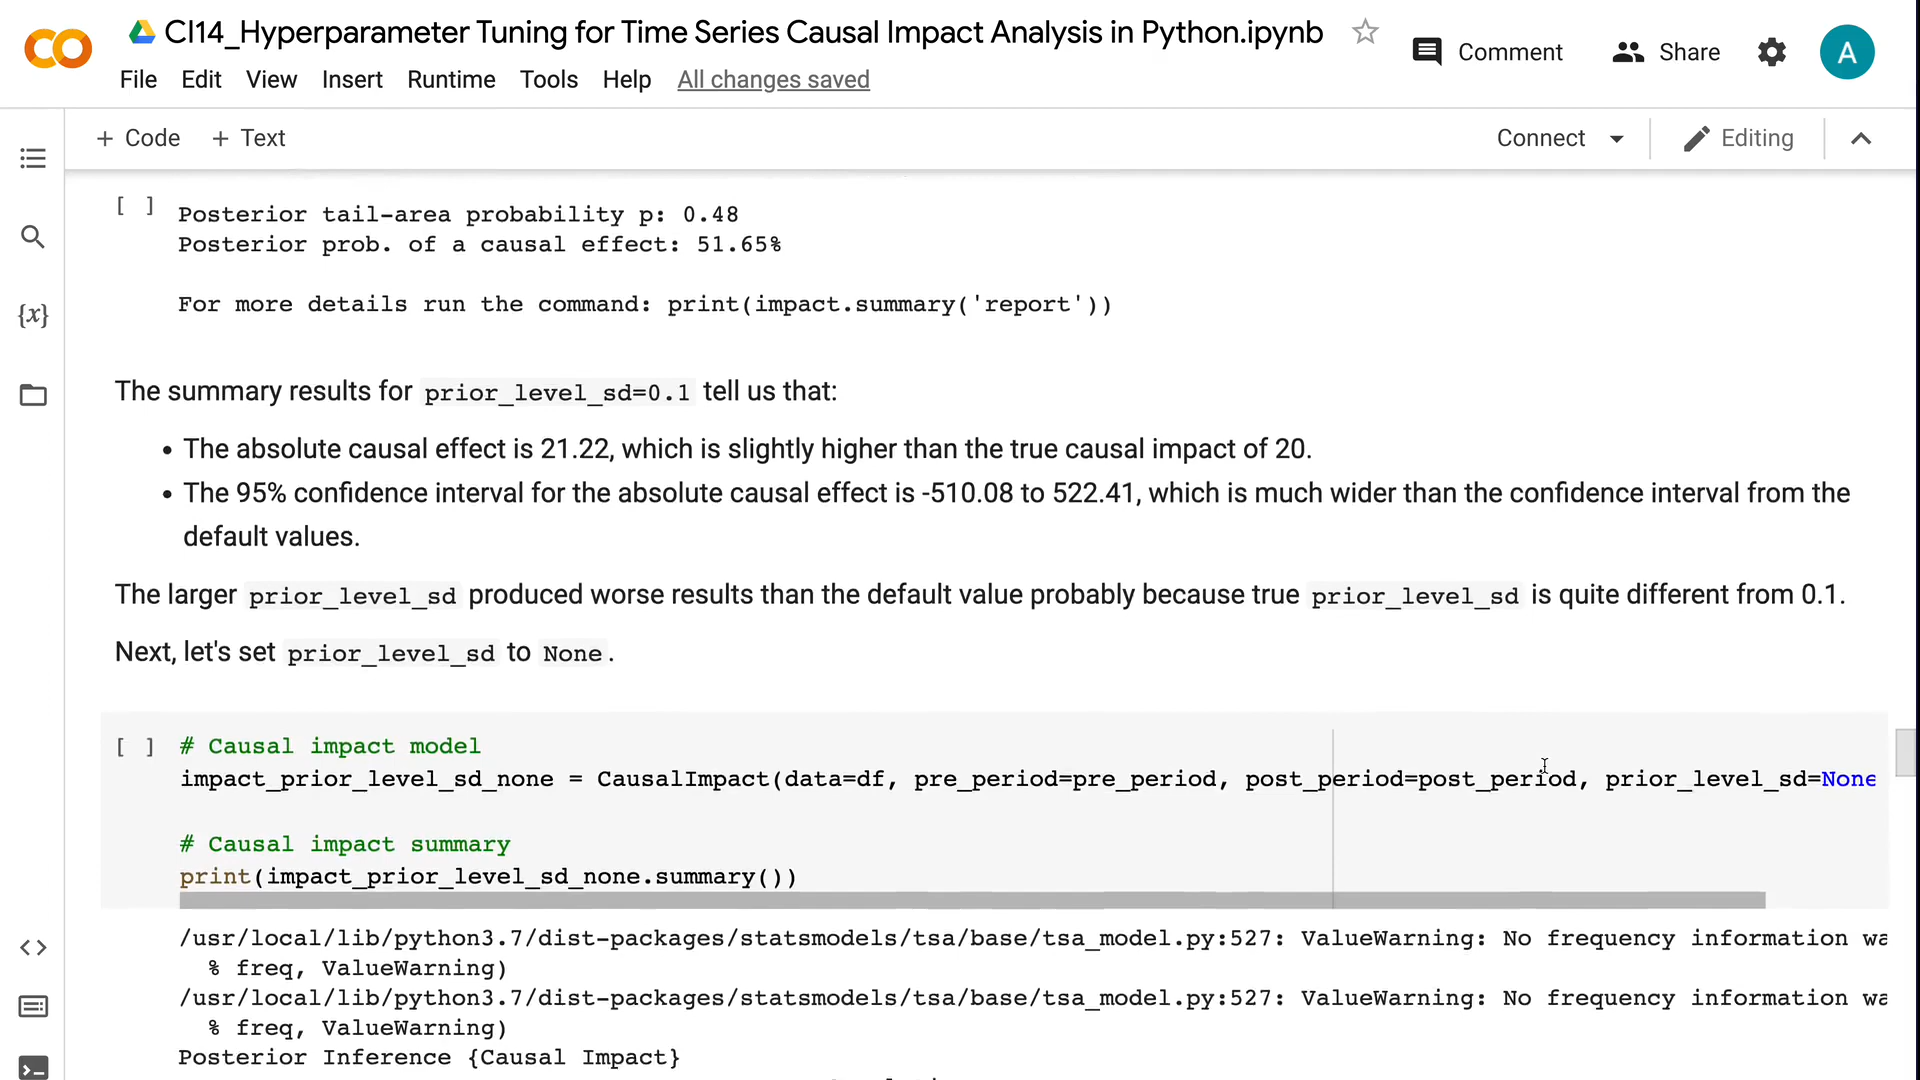 CI14_Hyperparameter Tuning for Time Series Causal Impact Analysis in Python.ipynb
Comment
Share
A
File Edit View Insert Runtime Tools Help All changes saved
+ Code + Text
Connect
Editing
[ ] Posterior tail-area probability p: 0.48
Posterior prob. of a causal effect: 51.65%
For more details run the command: print(impact.summary('report'))
{x}
The summary results for prior_level_sd=0.1 tell us that:
• The absolute causal effect is 21.22, which is slightly higher than the true causal impact of 20.
• The 95% confidence interval for the absolute causal effect is -510.08 to 522.41, which is much wider than the confidence interval from the
default values.
The larger prior_level_sd produced worse results than the default value probably because true prior_level_sd is quite different from 0.1.
Next, let's set prior_level_sd to None.
[ ] # Causal impact model
impact_prior_level_sd_none = CausalImpact(data=df, pre_period=pre_period, post_period=post_period, prior_level_sd=None
# Causal impact summary
print(impact_prior_level_sd_none.summary())
/usr/local/lib/python3.7/dist-packages/statsmodels/tsa/base/tsa_model.py:527: ValueWarning: No frequency information wa
% freq, ValueWarning)
/usr/local/lib/python3.7/dist-packages/statsmodels/tsa/base/tsa_model.py:527: ValueWarning: No frequency information wa
% freq, ValueWarning)
Posterior Inference {Causal Impact}